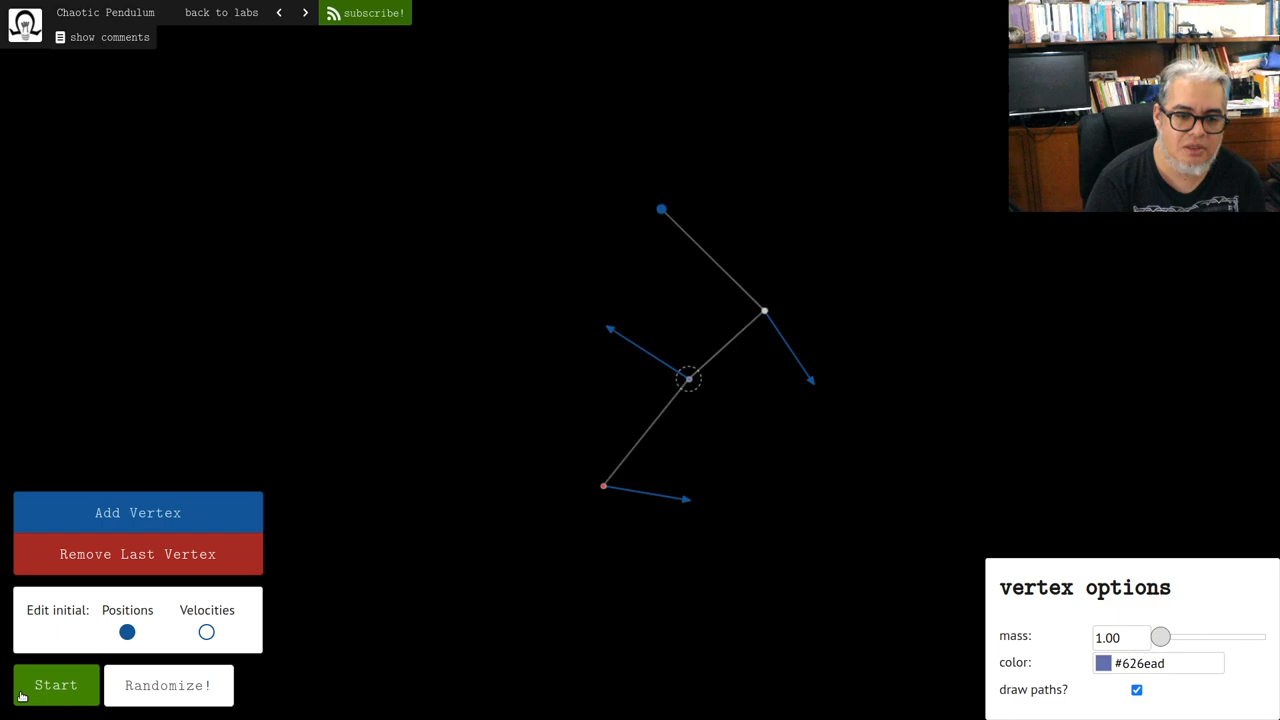 Chaotic Pendulum back to labs < > subscribe!
show comments
Add Vertex
Remove Last Vertex
Edit initial: Positions Velocities
Start Randomize!
vertex options
mass: 1.00
color: #626ead
draw paths?